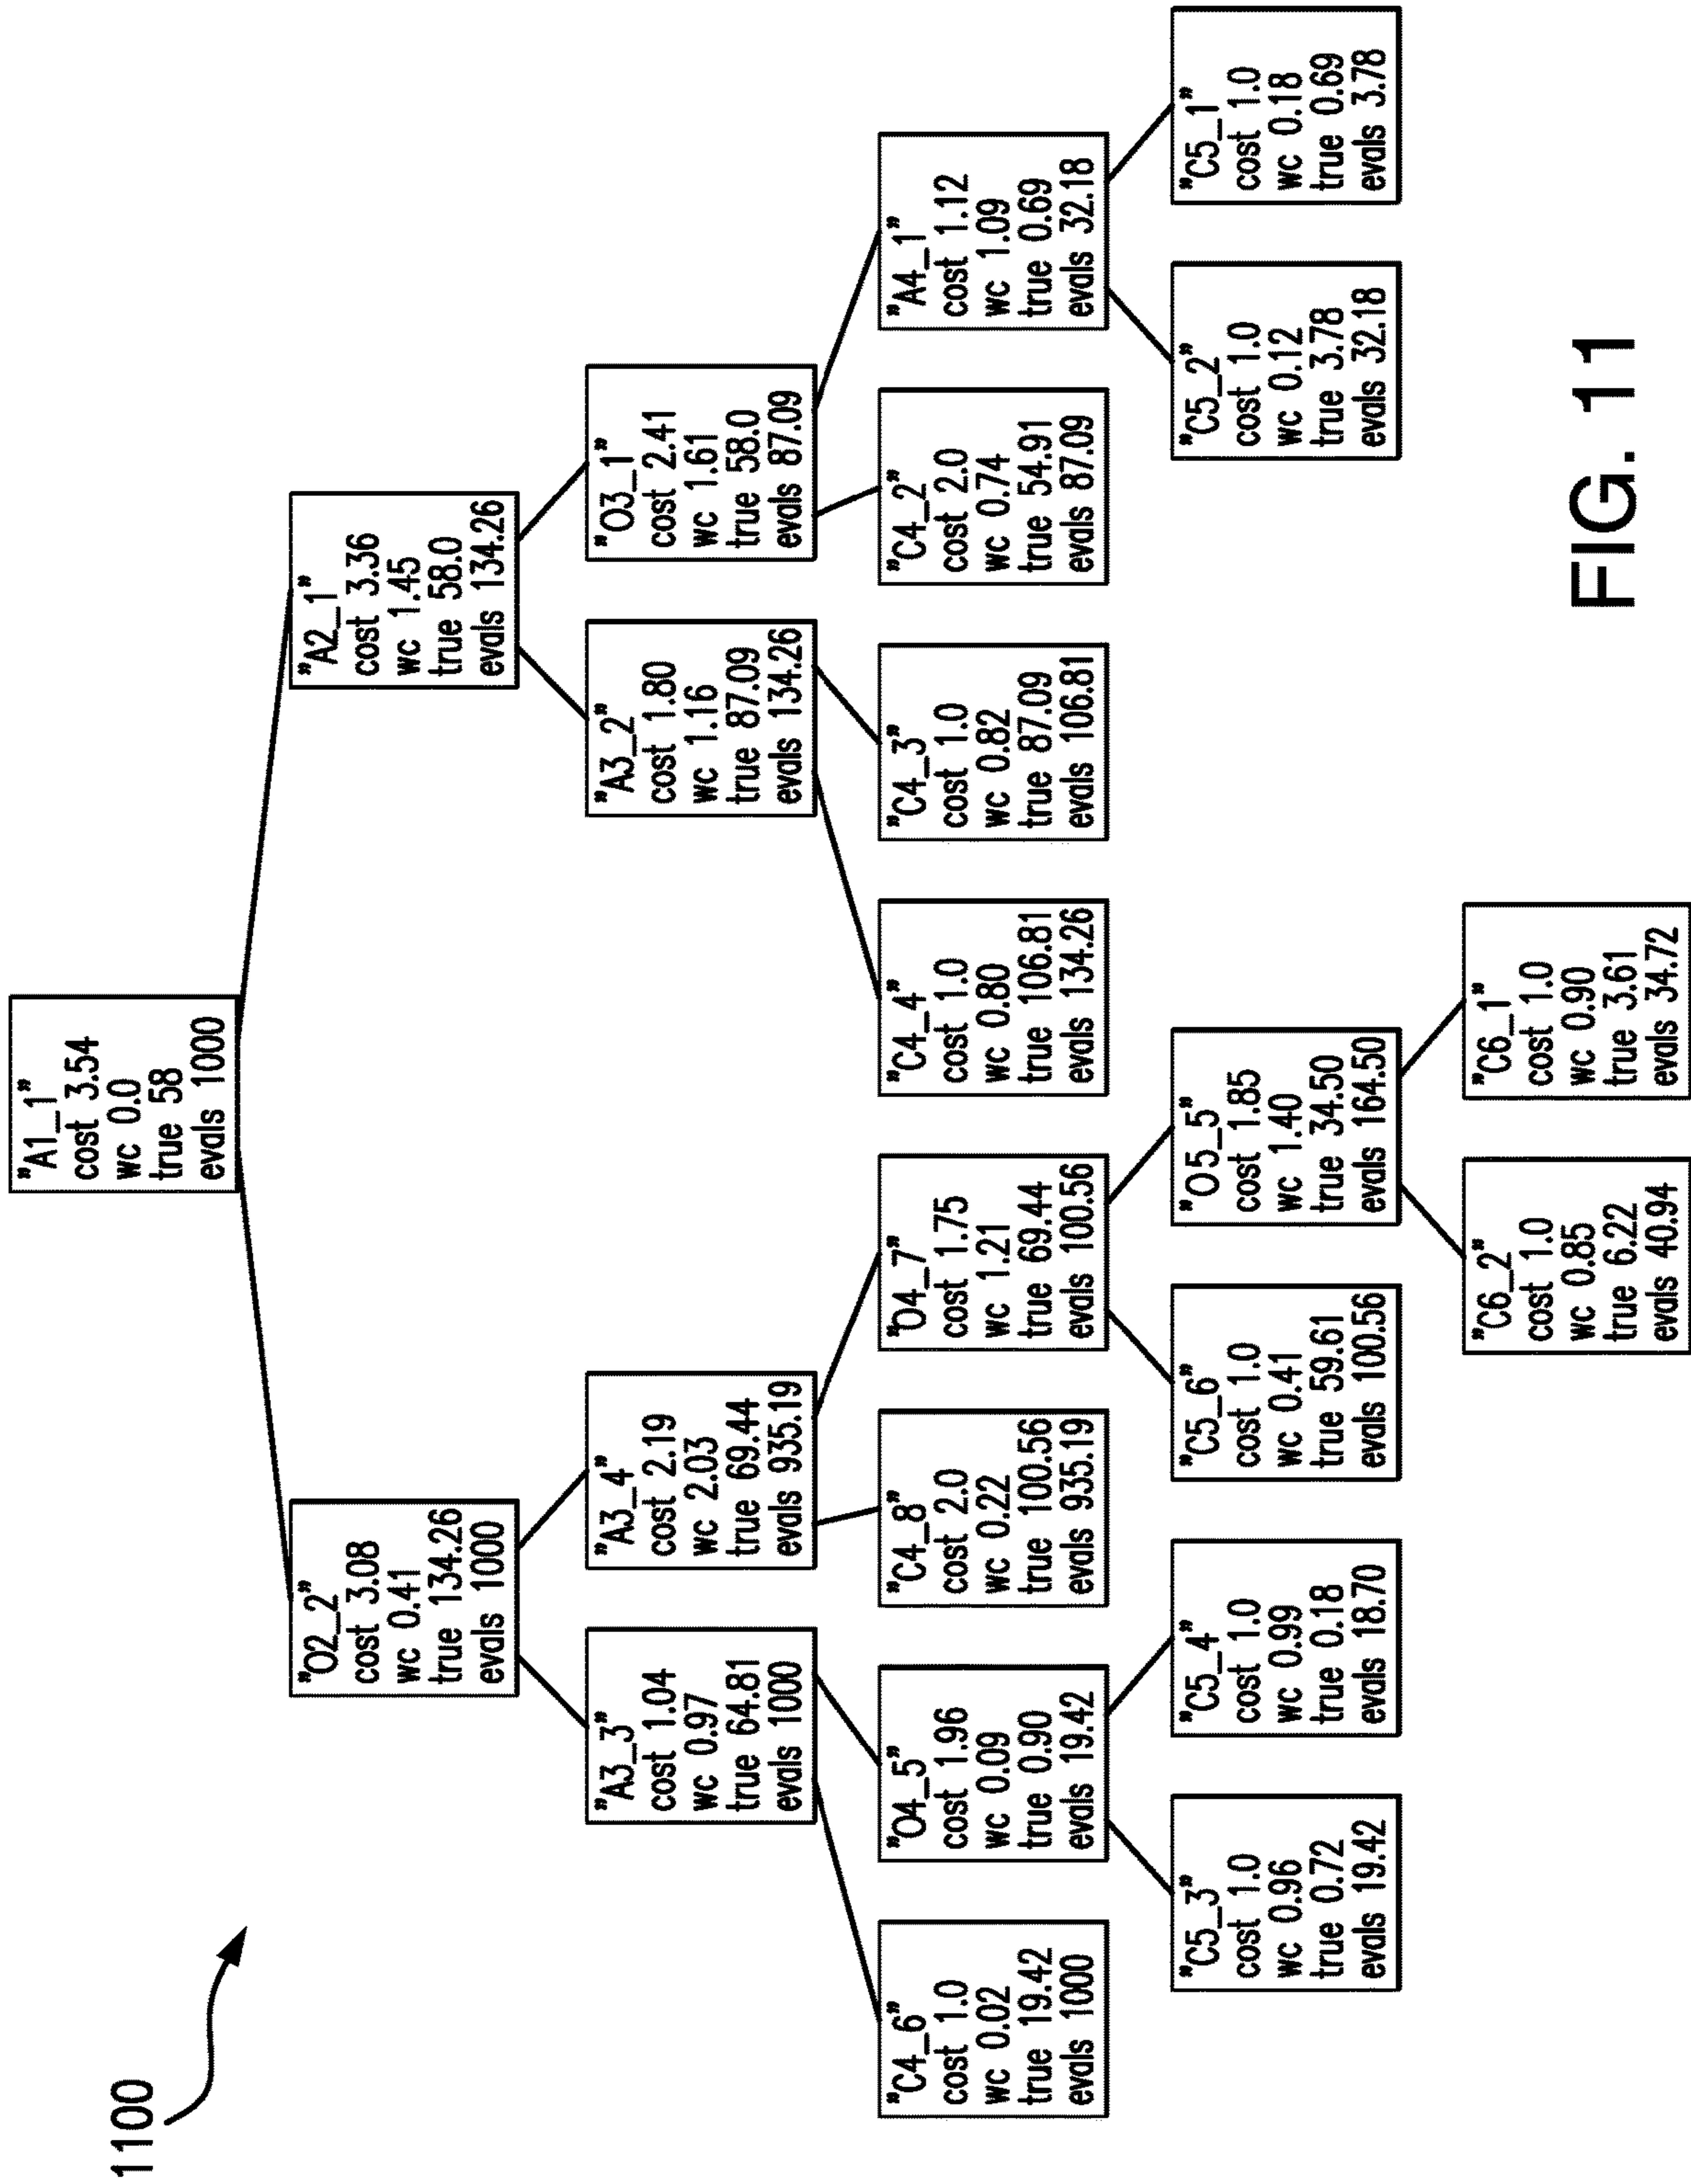 1100
"A1_1"
cost 3.54
wc 0.0
true 58
evals 1000
"O2_2"
cost 3.08
wc 0.41
true 134.26
evals 1000
"A2_1"
cost 3.36
wc 1.45
true 58.0
evals 134.26
"A3_3"
cost 1.04
wc 0.97
true 64.81
evals 1000
"A3_4"
cost 2.19
wc 2.03
true 69.44
evals 935.19
"A3_2"
cost 1.80
wc 1.16
true 87.09
evals 134.26
"O3_1"
cost 2.41
wc 1.61
true 58.0
evals 87.09
"C4_6"
cost 1.0
wc 0.02
true 19.42
evals 1000
"O4_5"
cost 1.96
wc 0.09
true 0.90
evals 19.42
"C4_8"
cost 2.0
wc 0.22
true 100.56
evals 935.19
"O4_7"
cost 1.75
wc 1.21
true 69.44
evals 100.56
"C4_4"
cost 1.0
wc 0.80
true 106.81
evals 134.26
"C4_3"
cost 1.0
wc 0.82
true 87.09
evals 106.81
"C4_2"
cost 2.0
wc 0.74
true 54.91
evals 87.09
"A4_1"
cost 1.12
wc 1.09
true 0.69
evals 32.18
"C5_3"
cost 1.0
wc 0.96
true 0.72
evals 19.42
"C5_4"
cost 1.0
wc 0.99
true 0.18
evals 18.70
"C5_6"
cost 1.0
wc 0.41
true 59.61
evals 100.56
"O5_5"
cost 1.85
wc 1.40
true 34.50
evals 164.50
"C5_2"
cost 1.0
wc 0.12
true 3.78
evals 32.18
"C5_1"
cost 1.0
wc 0.18
true 0.69
evals 3.78
"C6_2"
cost 1.0
wc 0.85
true 6.22
evals 40.94
"C6_1"
cost 1.0
wc 0.90
true 3.61
evals 34.72
FIG. 11